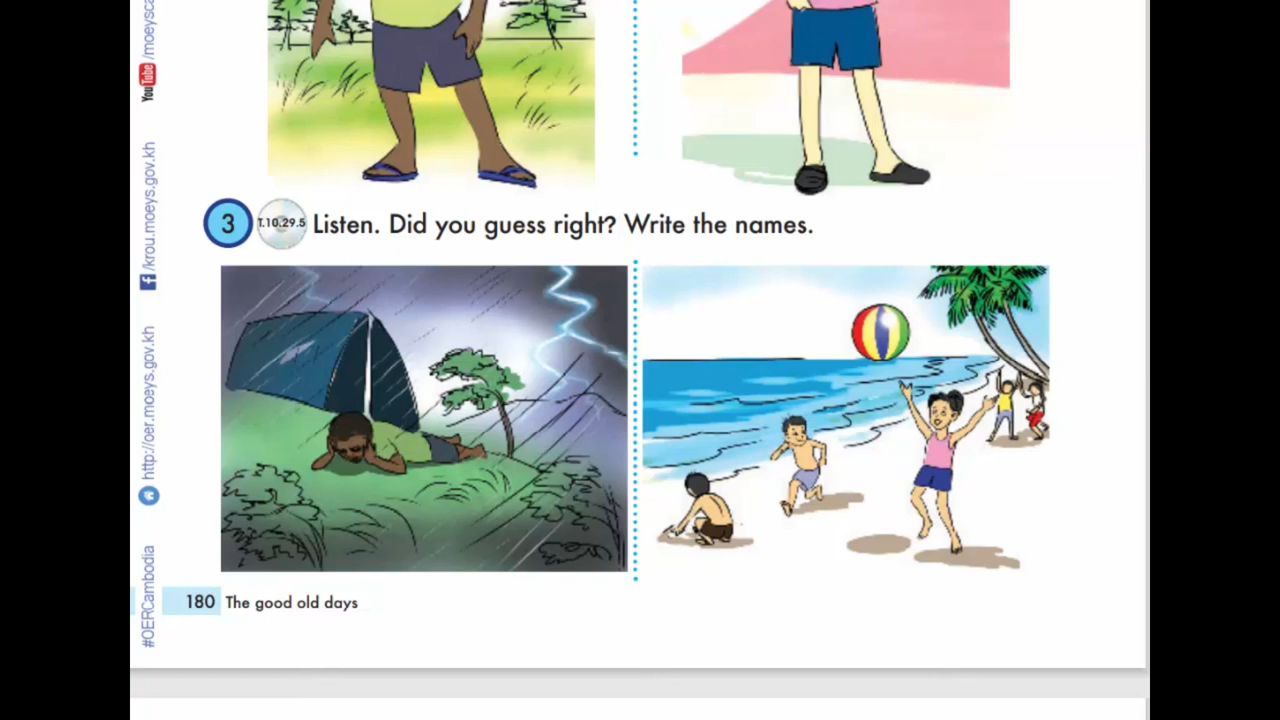 YouTube /moeysca
f /krou.moeys.gov.kh
http://oer.moeys.gov.kh
#OERCambodia
3 T.10.29.5 Listen. Did you guess right? Write the names.
180 The good old days